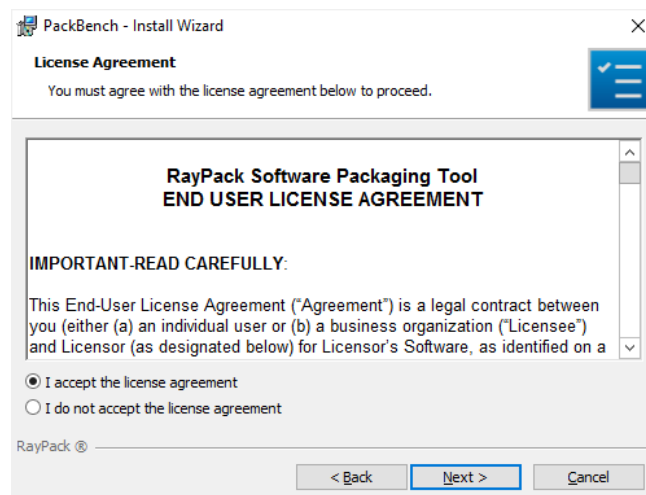 PackBench - Install Wizard
License Agreement
You must agree with the license agreement below to proceed.
RayPack Software Packaging Tool
END USER LICENSE AGREEMENT
IMPORTANT-READ CAREFULLY:
This End-User License Agreement (“Agreement”) is a legal contract between
you (either (a) an individual user or (b) a business organization (“Licensee”)
and Licensor (as designated below) for Licensor’s Software, as identified on a
I accept the license agreement
I do not accept the license agreement
RayPack ®
< Back Next > Cancel